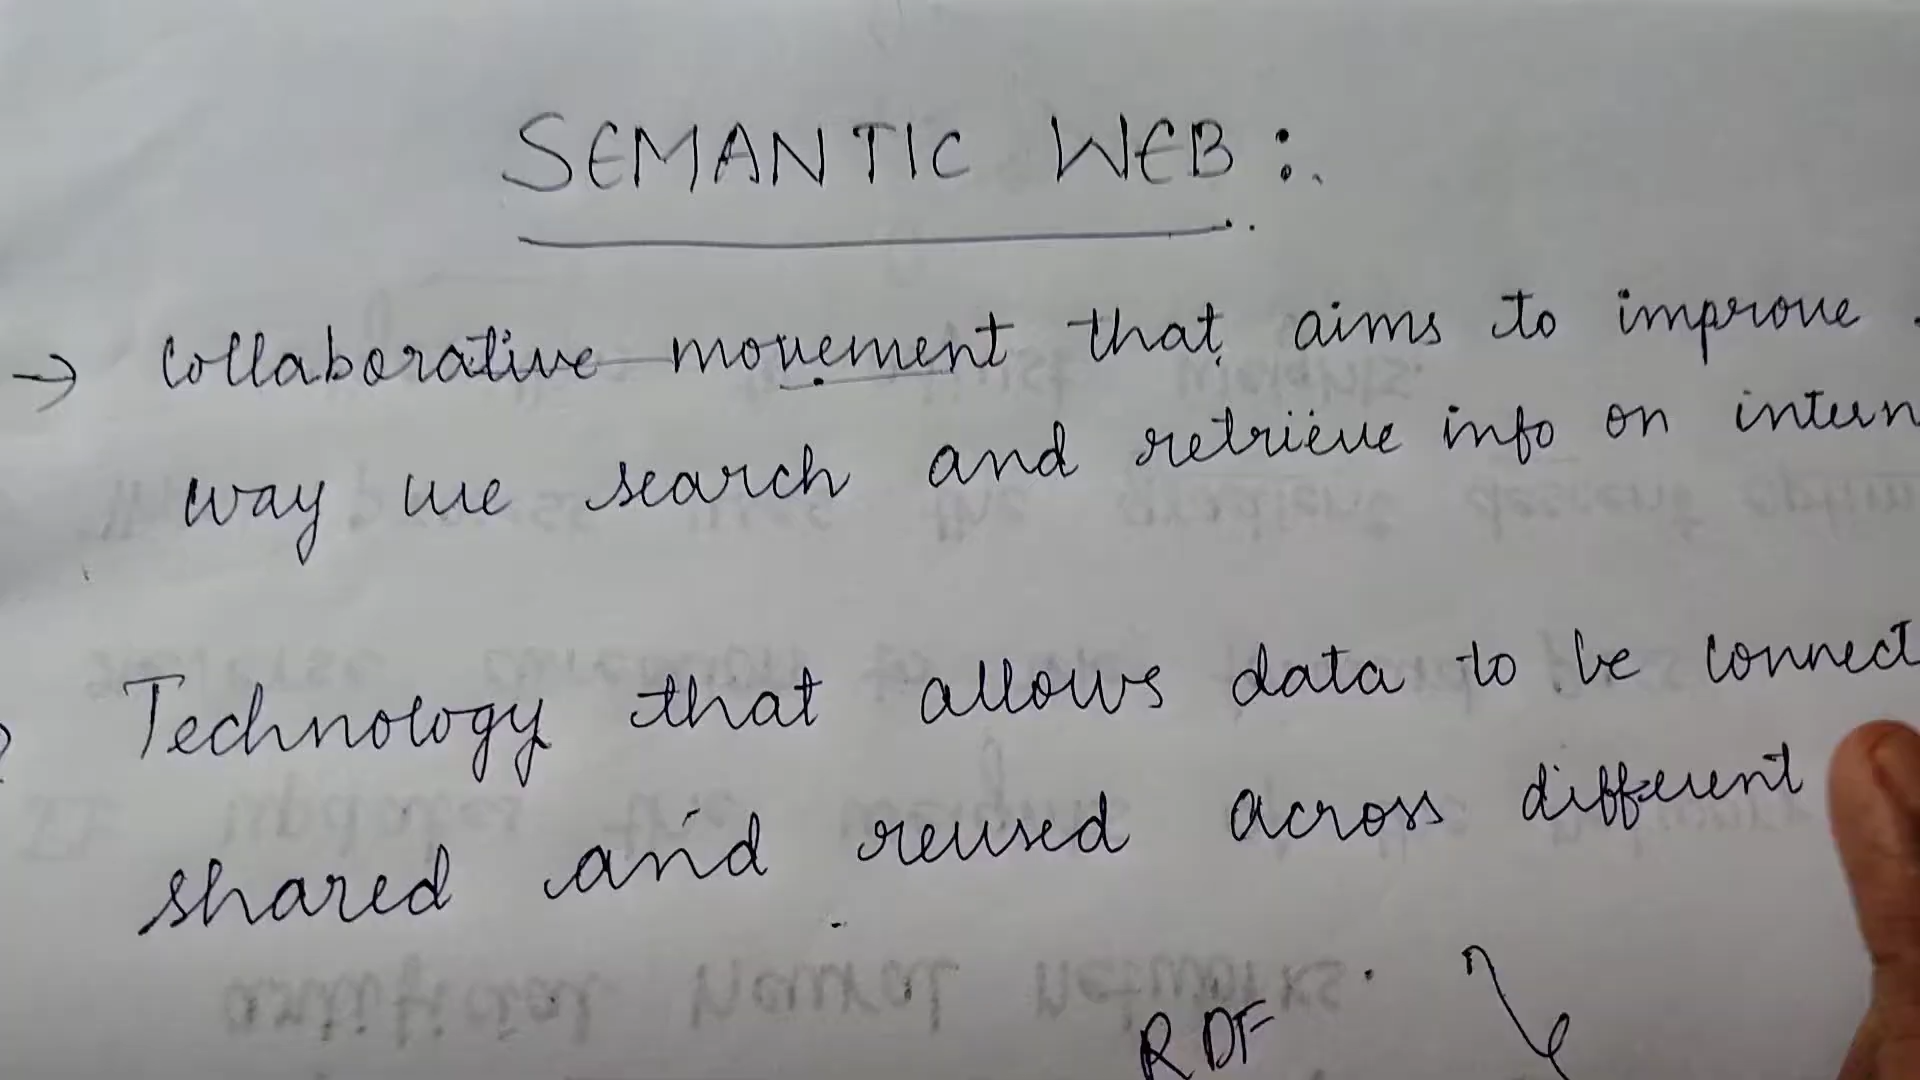 SEMANTIC WEB :
→ Collaborative movement that aims to improve
way we search and retrieve info on intern
Technology that allows data to be connect
shared and reused across different
RDF